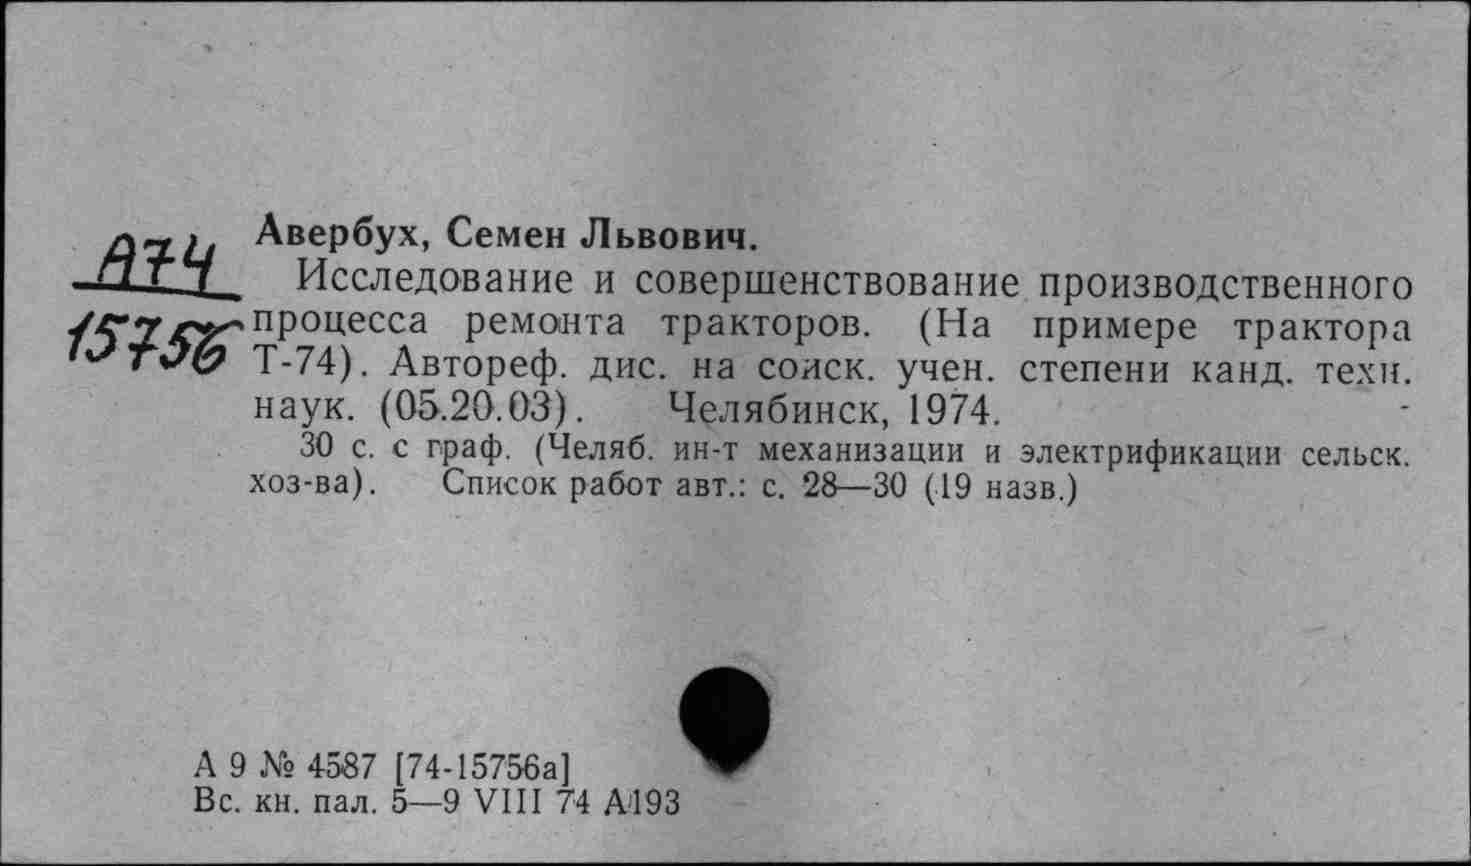 А74
15756
Авербух, Семен Львович.
Исследование и совершенствование производственного
процесса ремонта тракторов. (На примере трактора
Т-74). Автореф. дис. на соиск. учен. степени канд. техн.
наук. (05.20.03). Челябинск, 1974.
30 с. с граф. (Челяб. ин-т механизации и электрификации сельск.
хоз-ва). Список работ авт.: с. 28—30 (19 назв.)
А 9 № 4587 [74-15756а]
Вс. кн. пал. 5—9 VIII 74 А193